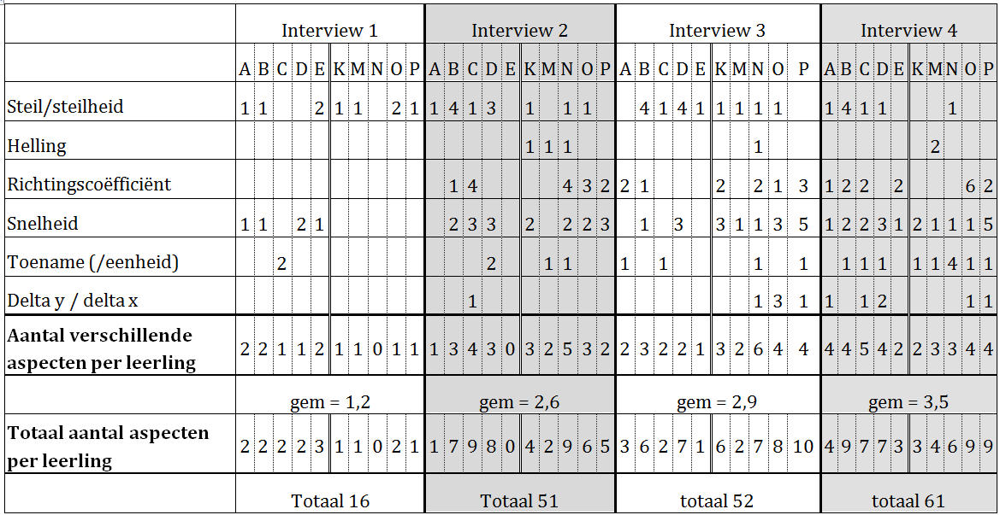 Interview 1 Interview 2 Interview 3 Interview 4
A B C D E K M N O P A B C D E K M N O P A B C D E K M N O P A B C D E K M N O P
Steil/steilheid 1 1 2 1 1 2 1 1 4 1 3 1 1 1 4 1 4 1 1 1 1 1 1 4 1 1 1
Helling 1 1 1 1 2
Richtingscoëfficiënt 1 4 4 3 2 2 1 2 2 1 3 1 2 2 2 6 2
Snelheid 1 1 2 1 2 3 3 2 2 2 3 1 3 3 1 1 3 5 1 2 2 3 1 2 1 1 1 5
Toename (/eenheid) 2 2 1 1 1 1 1 1 1 1 1 1 1 4 1 1
Delta y / delta x 1 1 3 1 1 1 2 1 1
Aantal verschillende
aspecten per leerling 2 2 1 1 2 1 1 0 1 1 1 3 4 3 0 3 2 5 3 2 2 3 2 2 1 3 2 6 4 4 4 4 5 4 2 2 3 3 4 4
gem = 1,2 gem = 2,6 gem = 2,9 gem = 3,5
Totaal aantal aspecten
per leerling 2 2 2 2 3 1 1 0 2 1 1 7 9 8 0 4 2 9 6 5 3 6 2 7 1 6 2 7 8 10 4 9 7 7 3 3 4 6 9 9
Totaal 16 Totaal 51 totaal 52 totaal 61